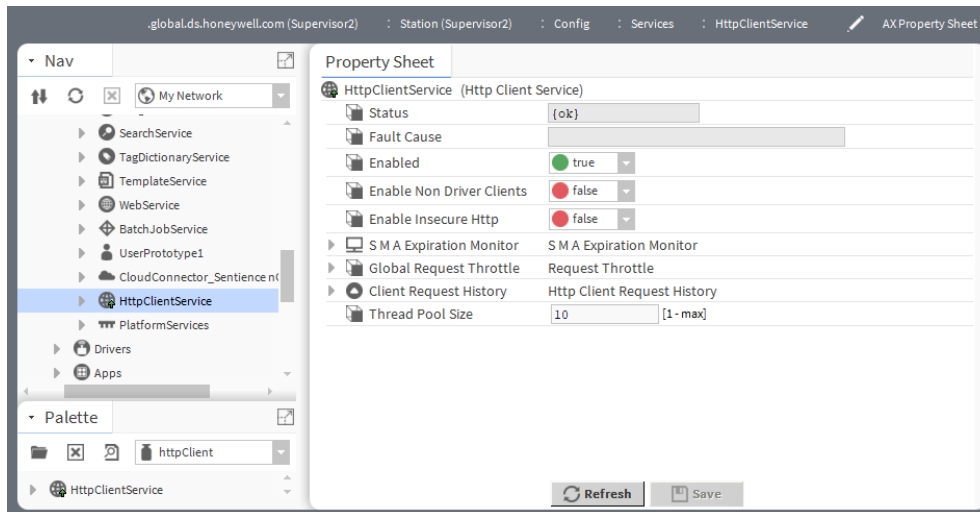 .global.ds.honeywell.com (Supervisor2) : Station (Supervisor2) : Config : Services : HttpClientService AX Property Sheet
Nav
My Network
SearchService
TagDictionaryService
TemplateService
WebService
BatchJobService
UserPrototype1
CloudConnector_Sentience n
HttpClientService
PlatformServices
Drivers
Apps
Palette
httpClient
HttpClientService
Property Sheet
HttpClientService (Http Client Service)
Status {ok}
Fault Cause
Enabled true
Enable Non Driver Clients false
Enable Insecure Http false
S M A Expiration Monitor S M A Expiration Monitor
Global Request Throttle Request Throttle
Client Request History Http Client Request History
Thread Pool Size 10 [1 - max]
Refresh Save